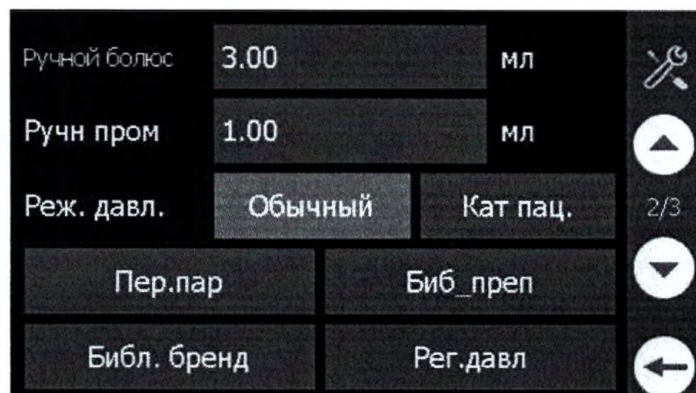 Ручной болюс 3.00 мл
Ручн пром 1.00 мл
Реж. давл. Обычный Кат пац. 2/3
Пер.пар Биб_преп
Библ. бренд Рег.давл